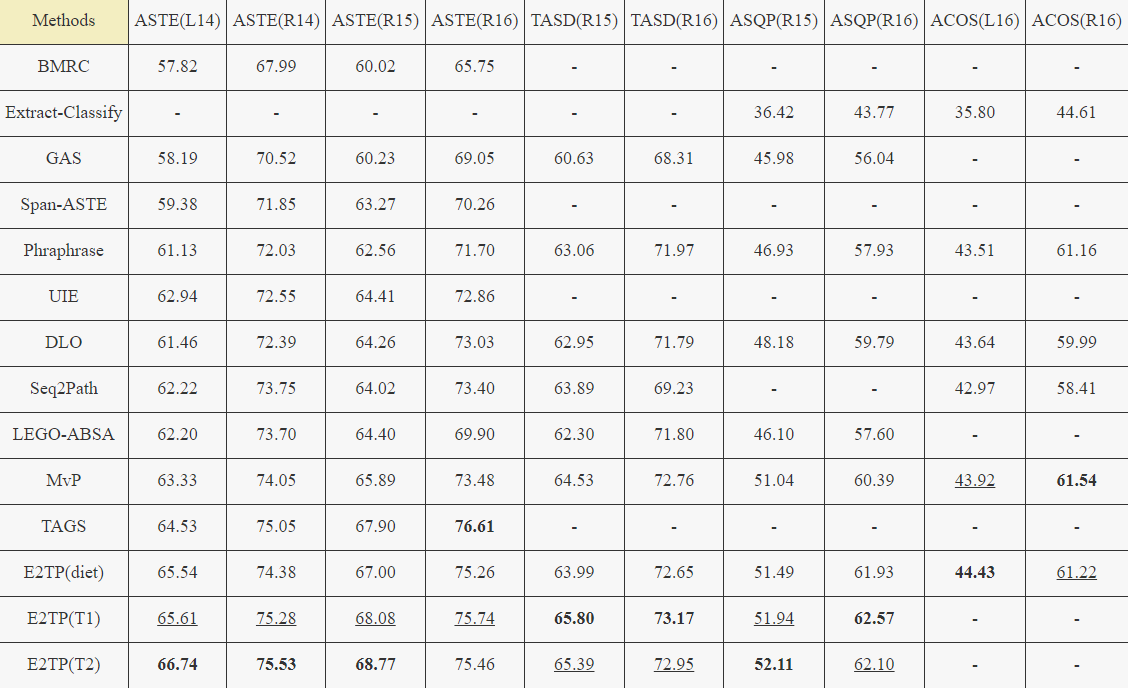 Methods ASTE(L14) ASTE(R14) ASTE(R15) ASTE(R16) TASD(R15) TASD(R16) ASQP(R15) ASQP(R16) ACOS(L16) ACOS(R16)
BMRC 57.82 67.99 60.02 65.75 - - - - - -
Extract-Classify - - - - - - 36.42 43.77 35.80 44.61
GAS 58.19 70.52 60.23 69.05 60.63 68.31 45.98 56.04 - -
Span-ASTE 59.38 71.85 63.27 70.26 - - - - - -
Phraphrase 61.13 72.03 62.56 71.70 63.06 71.97 46.93 57.93 43.51 61.16
UIE 62.94 72.55 64.41 72.86 - - - - - -
DLO 61.46 72.39 64.26 73.03 62.95 71.79 48.18 59.79 43.64 59.99
Seq2Path 62.22 73.75 64.02 73.40 63.89 69.23 - - 42.97 58.41
LEGO-ABSA 62.20 73.70 64.40 69.90 62.30 71.80 46.10 57.60 - -
MvP 63.33 74.05 65.89 73.48 64.53 72.76 51.04 60.39 43.92 61.54
TAGS 64.53 75.05 67.90 76.61 - - - - - -
E2TP(diet) 65.54 74.38 67.00 75.26 63.99 72.65 51.49 61.93 44.43 61.22
E2TP(T1) 65.61 75.28 68.08 75.74 65.80 73.17 51.94 62.57 - -
E2TP(T2) 66.74 75.53 68.77 75.46 65.39 72.95 52.11 62.10 - -